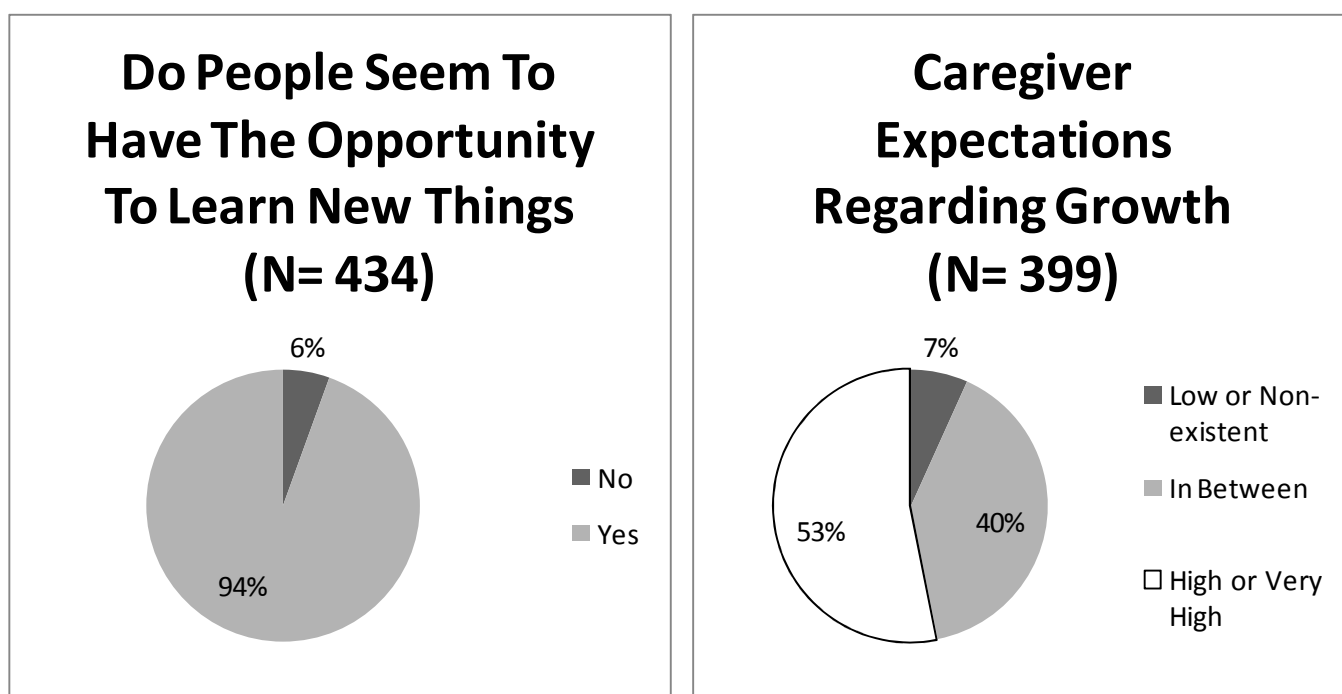 Do People Seem To
Have The Opportunity
To Learn New Things
(N= 434)
6%
94%
No
Yes
Caregiver
Expectations
Regarding Growth
(N= 399)
7%
40%
53%
Low or Non-
existent
In Between
High or Very
High